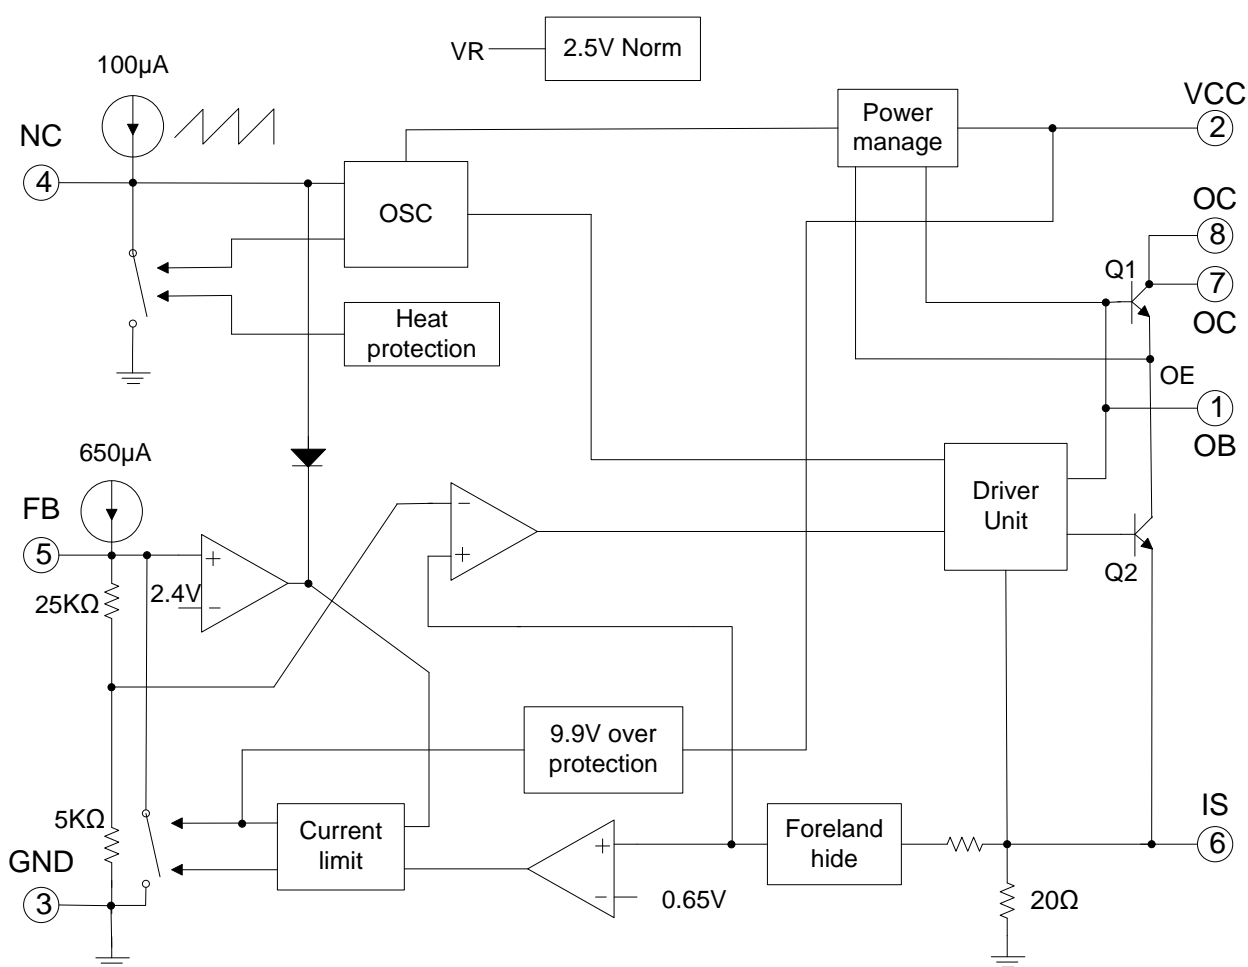 VR
2.5V Norm
100μA
NC
4
OSC
Power
manage
VCC
2
OC
8
Q1
7
OC
Heat
protection
OE
1
OB
650μA
FB
5
25KΩ
2.4V
+
−
−
+
Driver
Unit
Q2
9.9V over
protection
5KΩ
GND
3
Current
limit
+
−
0.65V
Foreland
hide
IS
6
20Ω